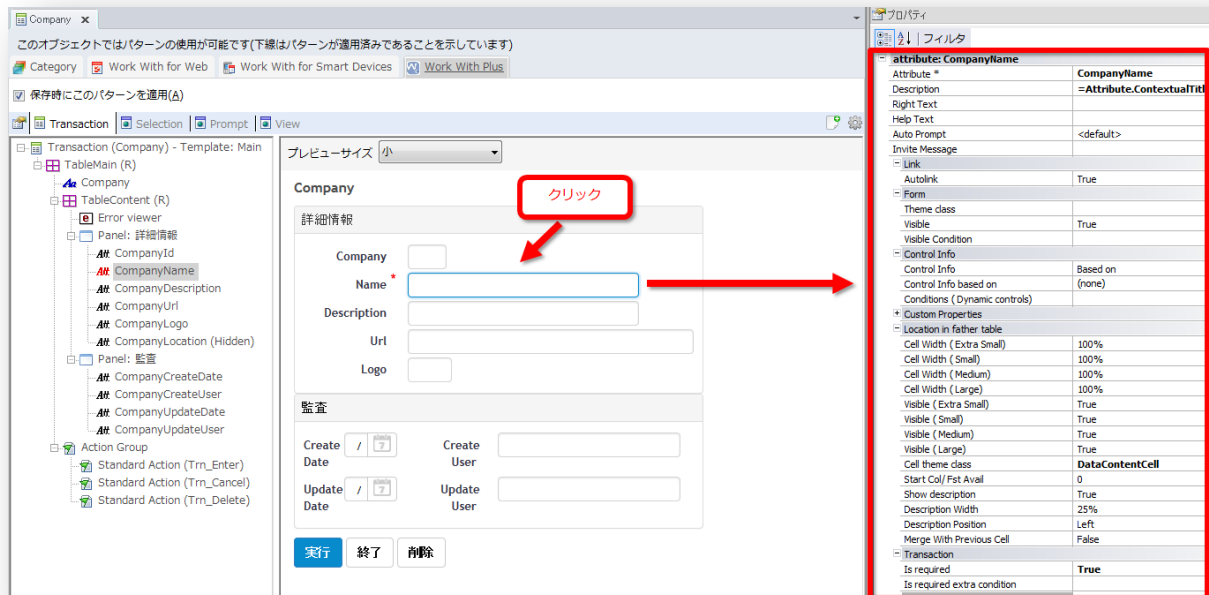 Company
このオブジェクトではパターンの使用が可能です(下線はパターンが適用済みであることを示しています)
Category
Work With for Web
Work With for Smart Devices
Work With Plus
保存時にこのパターンを適用(A)
Transaction
Selection
Prompt
View
Transaction (Company) - Template: Main
TableMain (R)
Company
TableContent (R)
Error viewer
Panel: 詳細情報
CompanyId
CompanyName
CompanyDescription
CompanyUrl
CompanyLogo
CompanyLocation (Hidden)
Panel: 監査
CompanyCreateDate
CompanyCreateUser
CompanyUpdateDate
CompanyUpdateUser
Action Group
Standard Action (Trn_Enter)
Standard Action (Trn_Cancel)
Standard Action (Trn_Delete)
プレビューサイズ 小
Company
クリック
詳細情報
Company
Name *
Description
Url
Logo
監査
Create Date / 7
Create User
Update Date / 7
Update User
実行 終了 削除
プロパティ
フィルタ
attribute: CompanyName
Attribute * CompanyName
Description =Attribute.ContextualTitl
Right Text
Help Text
Auto Prompt <default>
Invite Message
Link
Autolink True
Form
Theme class
Visible True
Visible Condition
Control Info
Control Info Based on
Control Info based on (none)
Conditions (Dynamic controls)
Custom Properties
Location in father table
Cell Width (Extra Small) 100%
Cell Width (Small) 100%
Cell Width (Medium) 100%
Cell Width (Large) 100%
Visible (Extra Small) True
Visible (Small) True
Visible (Medium) True
Visible (Large) True
Cell theme class DataContentCell
Start Col/ Fst Avail 0
Show description True
Description Width 25%
Description Position Left
Merge With Previous Cell False
Transaction
Is required True
Is required extra condition